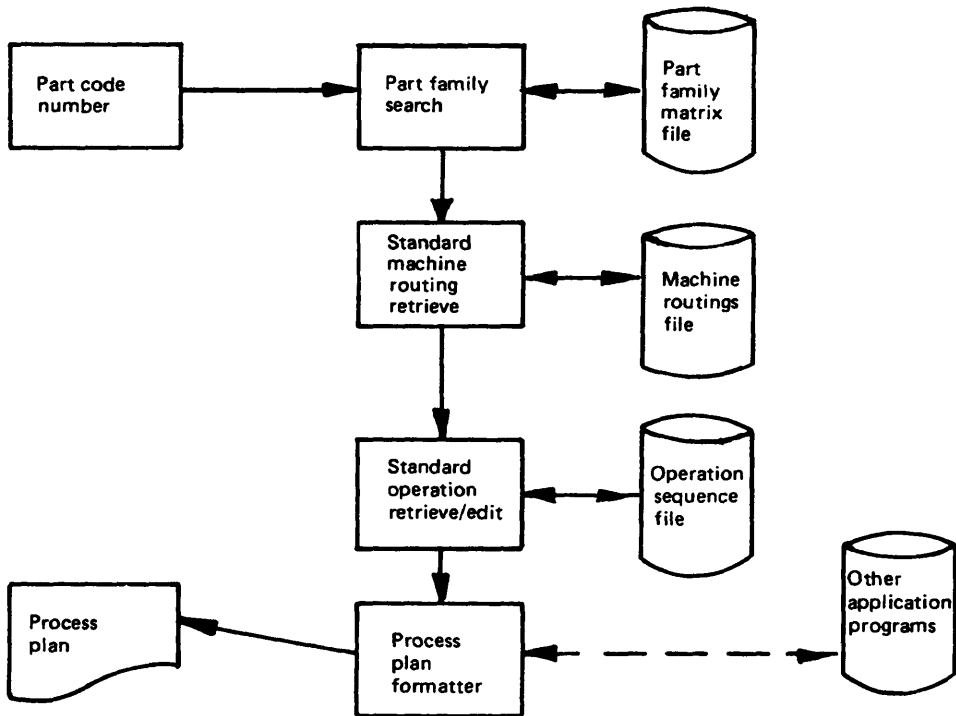 Part code
number
Part family
search
Part
family
matrix
file
Standard
machine
routing
retrieve
Machine
routings
file
Standard
operation
retrieve/edit
Operation
sequence
file
Other
application
programs
Process
plan
Process
plan
formatter